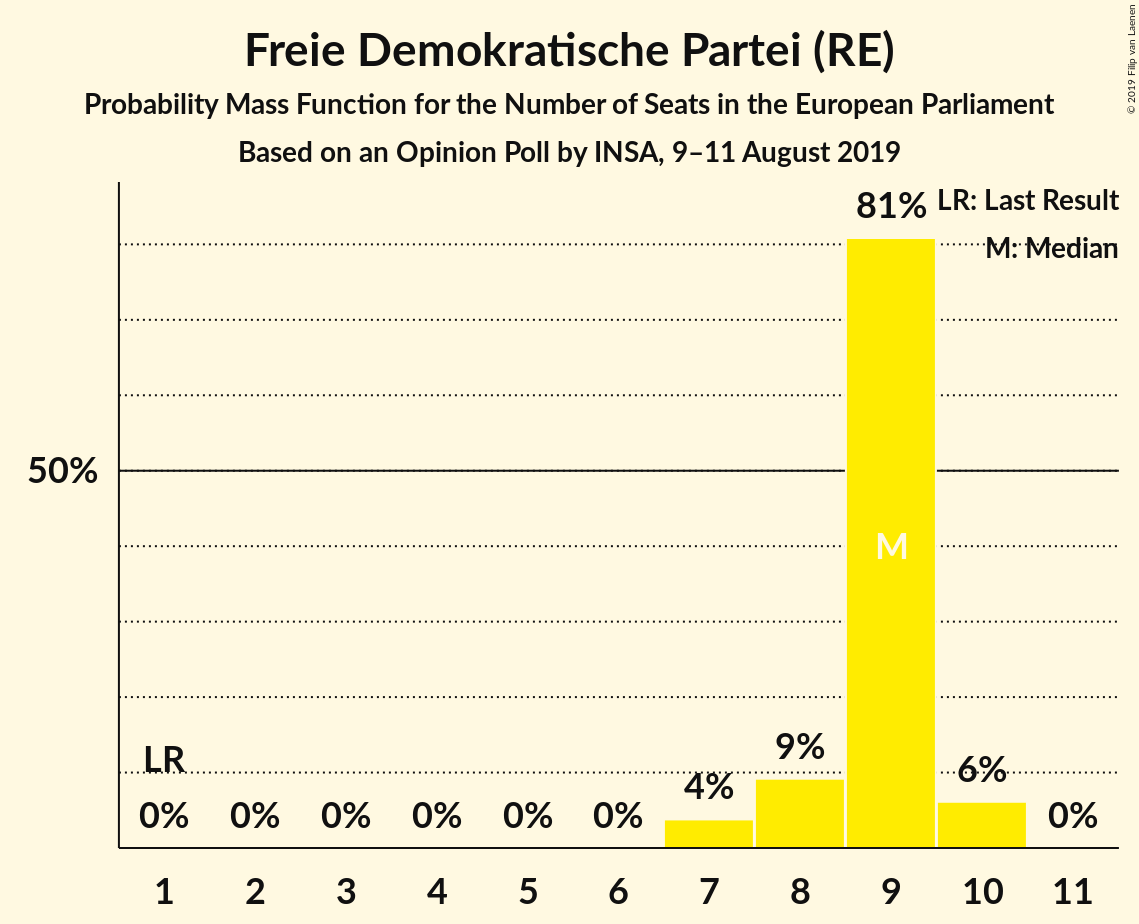 Freie Demokratische Partei (RE)
Probability Mass Function for the Number of Seats in the European Parliament
Based on an Opinion Poll by INSA, 9–11 August 2019
© 2019 Filip van Laenen
81%
LR: Last Result
M: Median
50%
M
LR
9%
4%
6%
0% 0% 0% 0% 0% 0% 0%
1 2 3 4 5 6 7 8 9 10 11